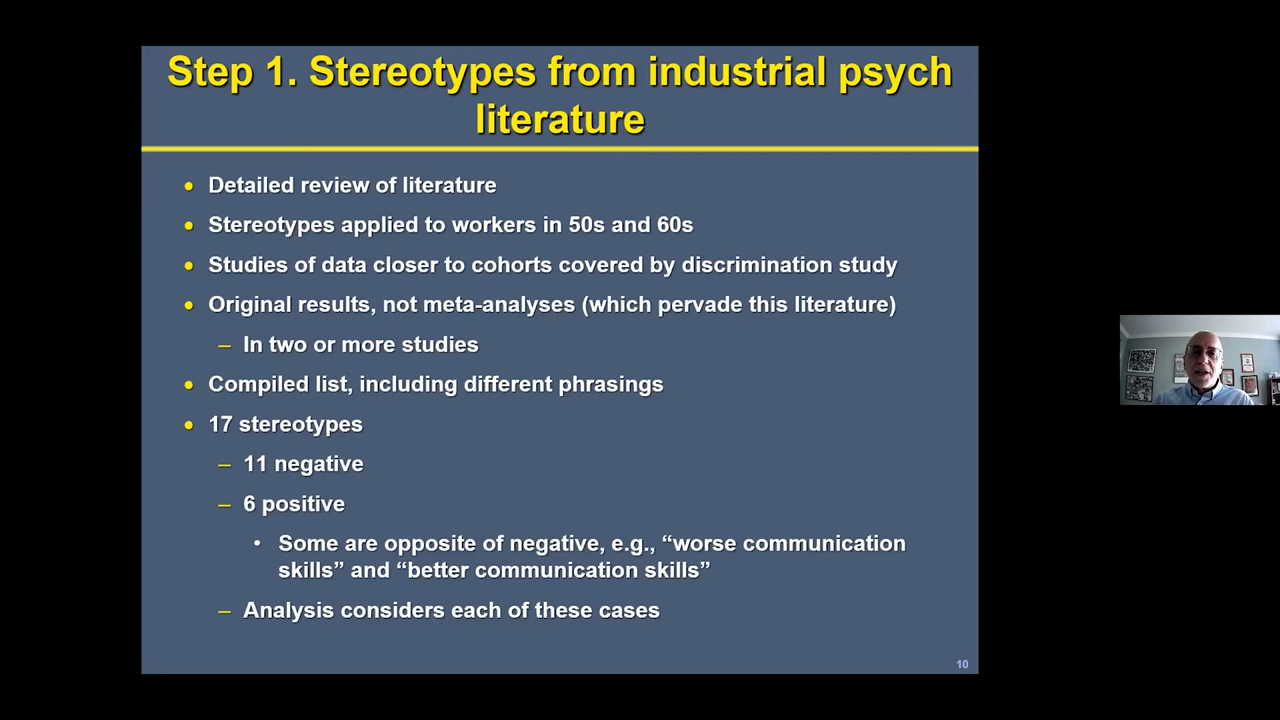 Step 1. Stereotypes from industrial psych
literature
• Detailed review of literature
• Stereotypes applied to workers in 50s and 60s
• Studies of data closer to cohorts covered by discrimination study
• Original results, not meta-analyses (which pervade this literature)
– In two or more studies
• Compiled list, including different phrasings
• 17 stereotypes
– 11 negative
– 6 positive
• Some are opposite of negative, e.g., “worse communication
skills” and “better communication skills”
– Analysis considers each of these cases
10